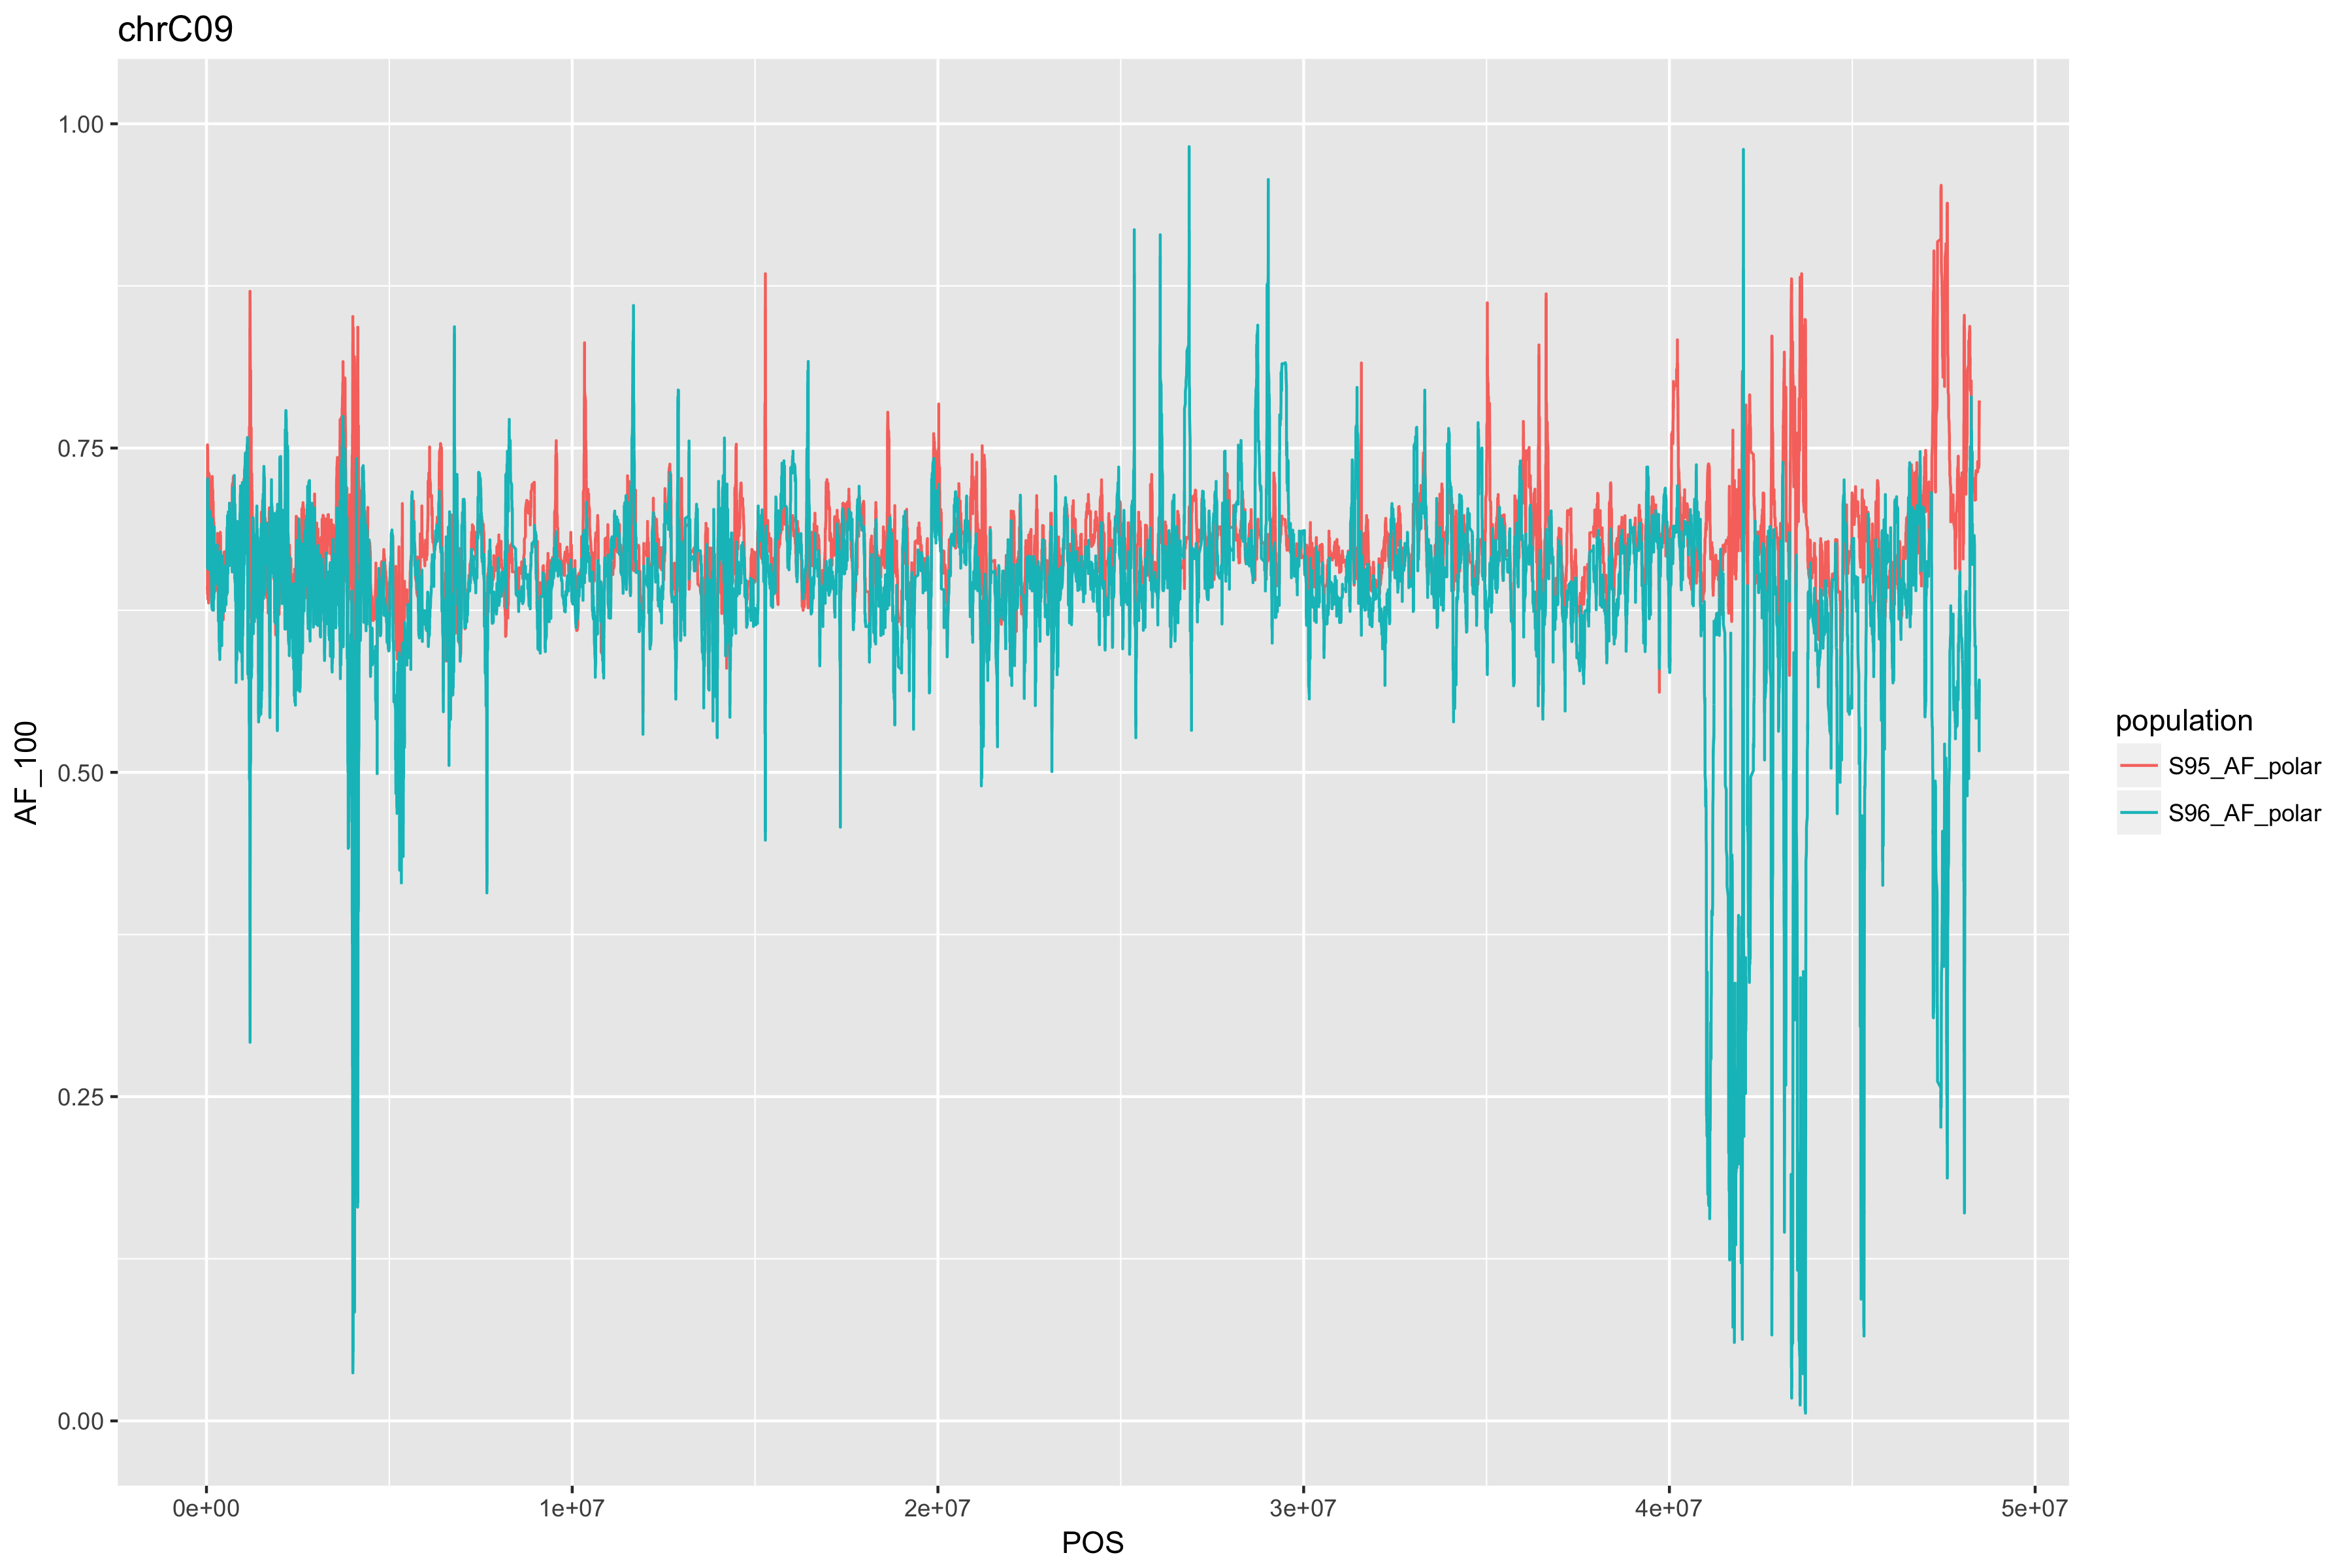 chrC09
1.00
0.75
0.50
0.25
0.00
AF_100
0e+00
1e+07
2e+07
3e+07
4e+07
5e+07
POS
population
S95_AF_polar
S96_AF_polar